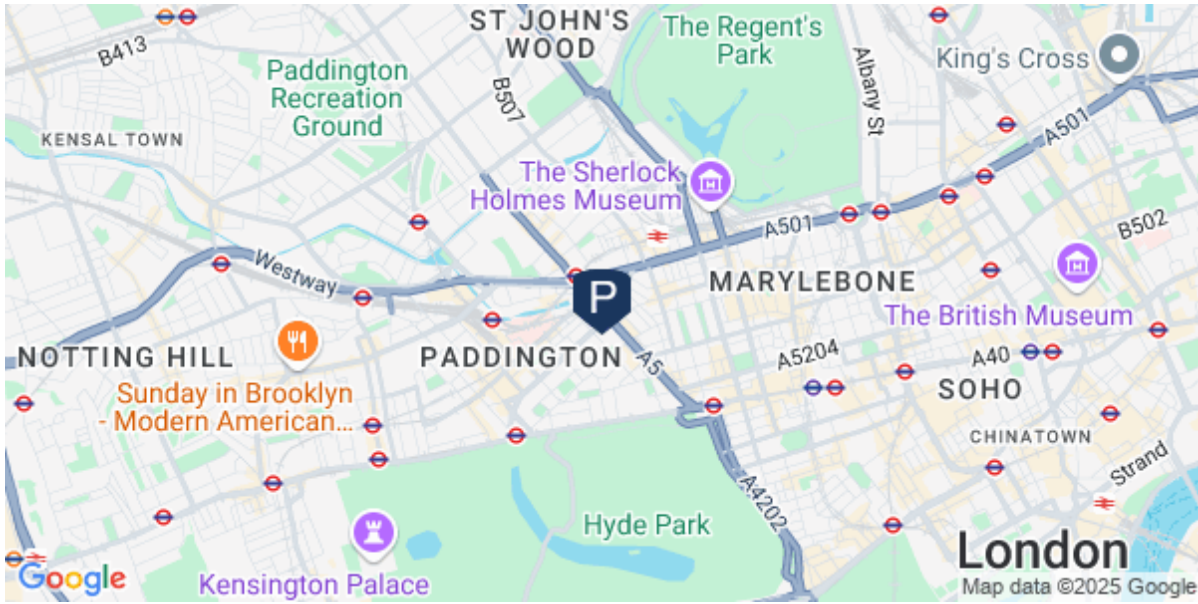 ST JOHN'S
WOOD
The Regent's
Park
B413
King's Cross
Albany St
Paddington
Recreation
Ground
B507
A501
KENSAL TOWN
The Sherlock
Holmes Museum
A501
B502
Westway
MARYLEBONE
P
The British Museum
NOTTING HILL
PADDINGTON
A5
A5204
A40
Sunday in Brooklyn
- Modern American...
SOHO
CHINATOWN
Strand
A4202
Hyde Park
Kensington Palace
London
Google
Map data ©2025 Google